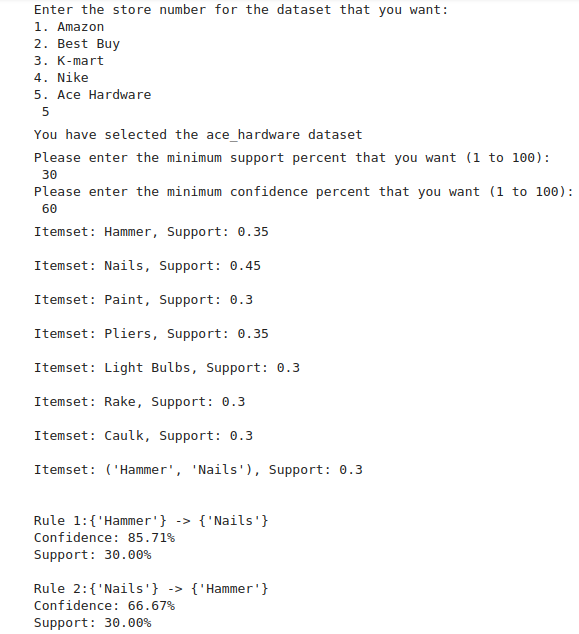 Enter the store number for the dataset that you want:
1. Amazon
2. Best Buy
3. K-mart
4. Nike
5. Ace Hardware
5
You have selected the ace_hardware dataset
Please enter the minimum support percent that you want (1 to 100):
30
Please enter the minimum confidence percent that you want (1 to 100):
60
Itemset: Hammer, Support: 0.35
Itemset: Nails, Support: 0.45
Itemset: Paint, Support: 0.3
Itemset: Pliers, Support: 0.35
Itemset: Light Bulbs, Support: 0.3
Itemset: Rake, Support: 0.3
Itemset: Caulk, Support: 0.3
Itemset: ('Hammer', 'Nails'), Support: 0.3
Rule 1:{'Hammer'} -> {'Nails'}
Confidence: 85.71%
Support: 30.00%
Rule 2:{'Nails'} -> {'Hammer'}
Confidence: 66.67%
Support: 30.00%